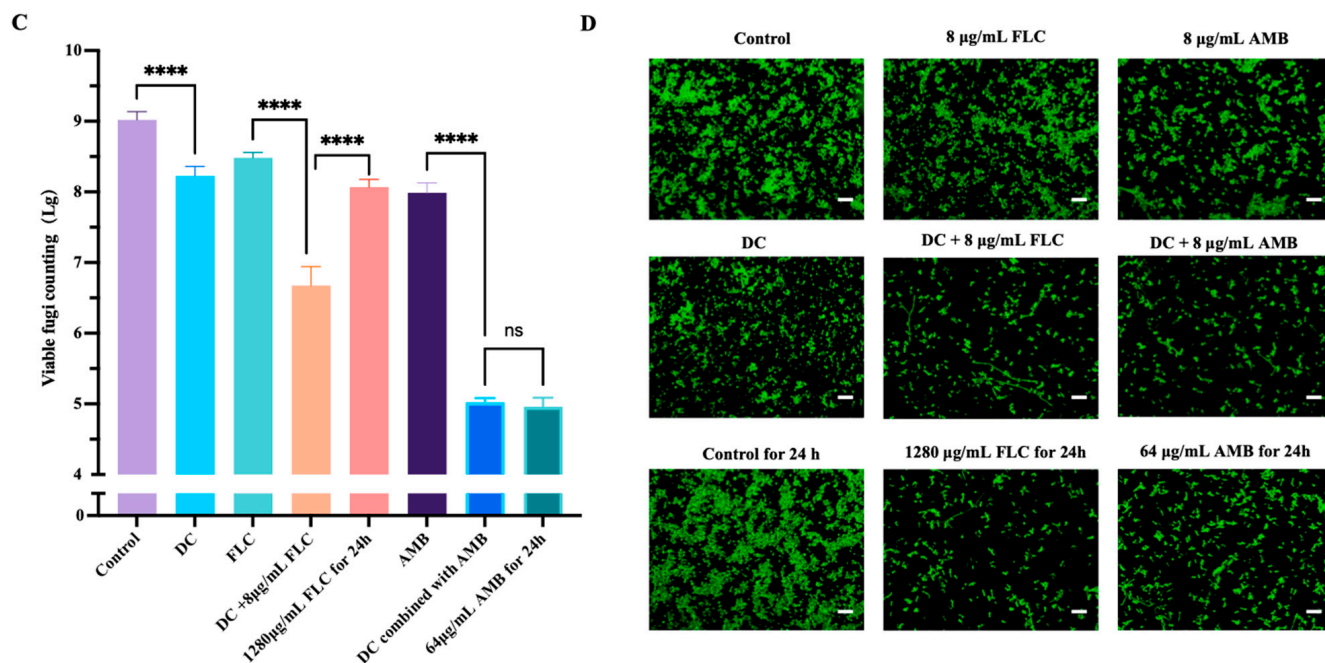 C
10
9
8
7
6
5
4
0
Viable fugi counting (Lg)
****
****
****
****
ns
Control
DC
FLC
DC +8μg/mL FLC
1280μg/mL FLC for 24h
AMB
DC combined with AMB
64μg/mL AMB for 24h
D
Control
8 μg/mL FLC
8 μg/mL AMB
DC
DC + 8 μg/mL FLC
DC + 8 μg/mL AMB
Control for 24 h
1280 μg/mL FLC for 24h
64 μg/mL AMB for 24h